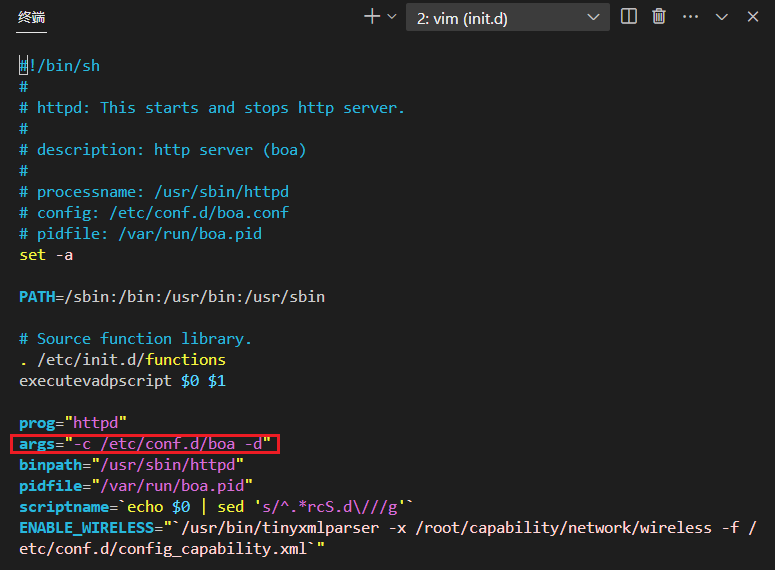 终端
2: vim (init.d)
#!/bin/sh
#
# httpd: This starts and stops http server.
#
# description: http server (boa)
#
# processname: /usr/sbin/httpd
# config: /etc/conf.d/boa.conf
# pidfile: /var/run/boa.pid
set -a
PATH=/sbin:/bin:/usr/bin:/usr/sbin
# Source function library.
. /etc/init.d/functions
executevadpscript $0 $1
prog="httpd"
args="-c /etc/conf.d/boa -d"
binpath="/usr/sbin/httpd"
pidfile="/var/run/boa.pid"
scriptname=`echo $0 | sed 's/^.*rcS.d\///g'`
ENABLE_WIRELESS="`/usr/bin/tinyxmlparser -x /root/capability/network/wireless -f /
etc/conf.d/config_capability.xml`"